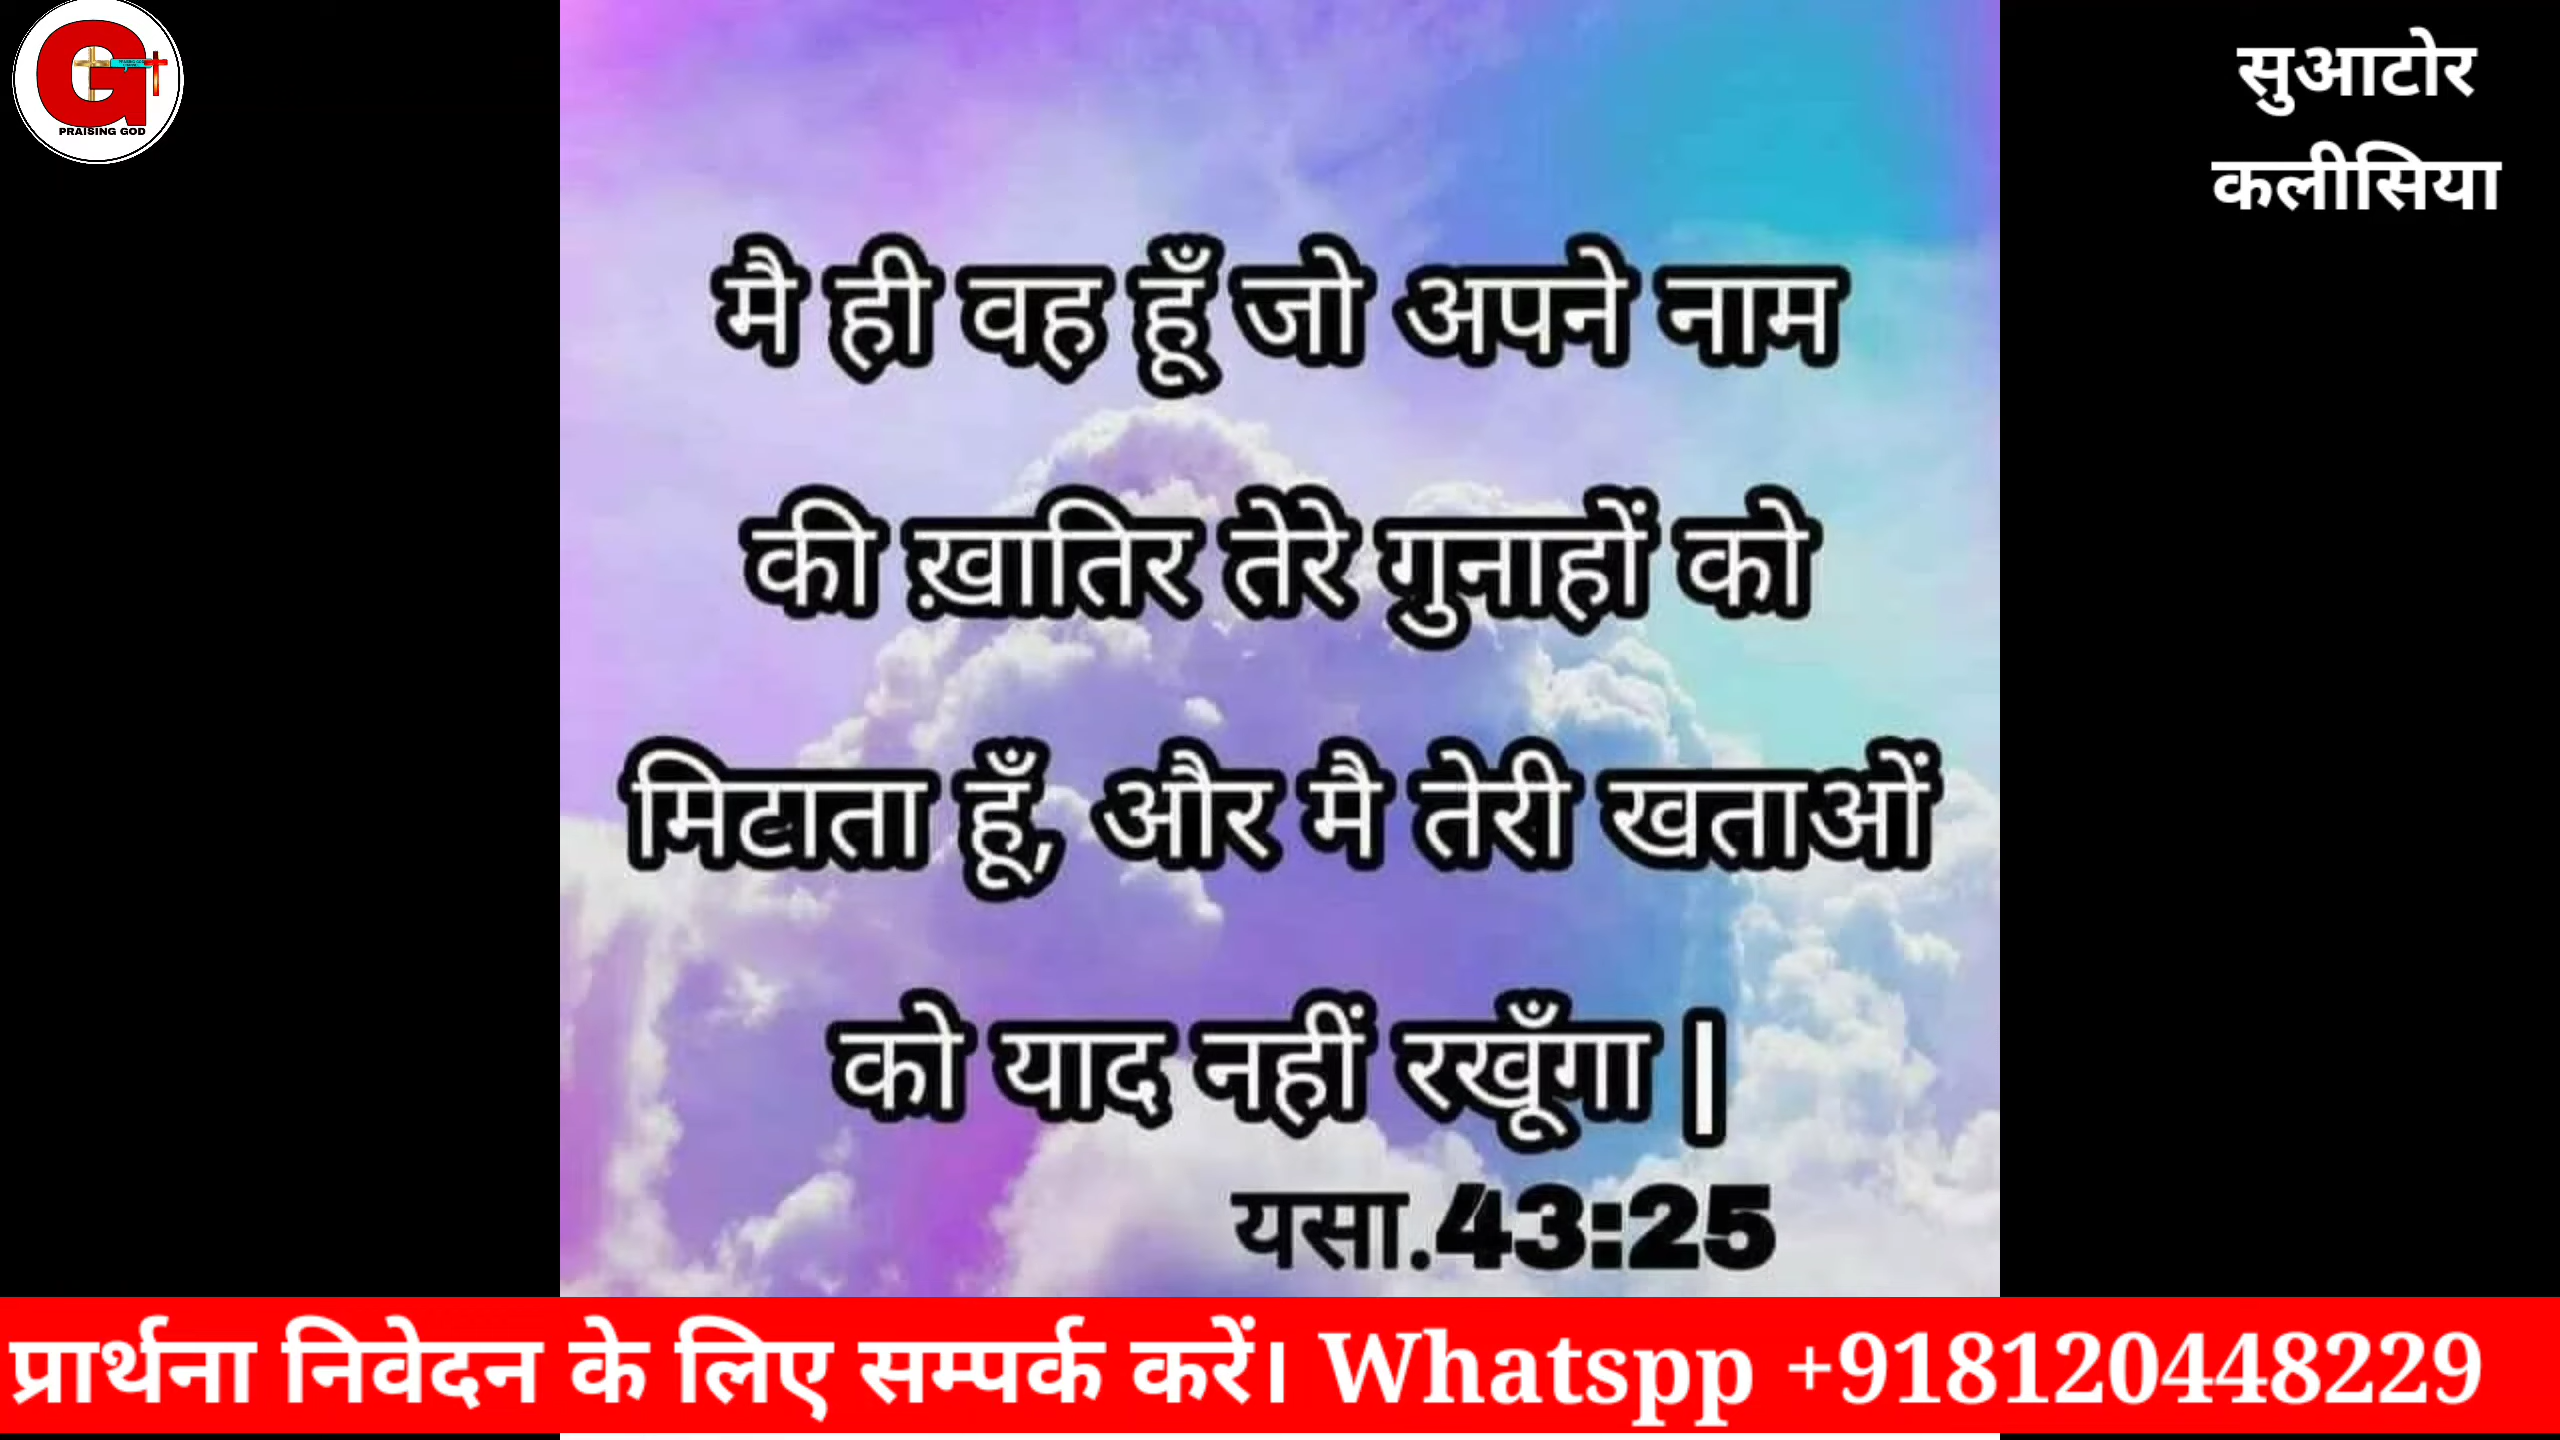 PRAISING GOD
सुआटोर
कलीसिया
मै ही वह हूँ जो अपने नाम
की ख़ातिर तेरे गुनाहों को
मिटाता हूँ, और मै तेरी खताओं
को याद नहीं रखूँगा |
यसा.43:25
प्रार्थना निवेदन के लिए सम्पर्क करें। Whatspp +918120448229